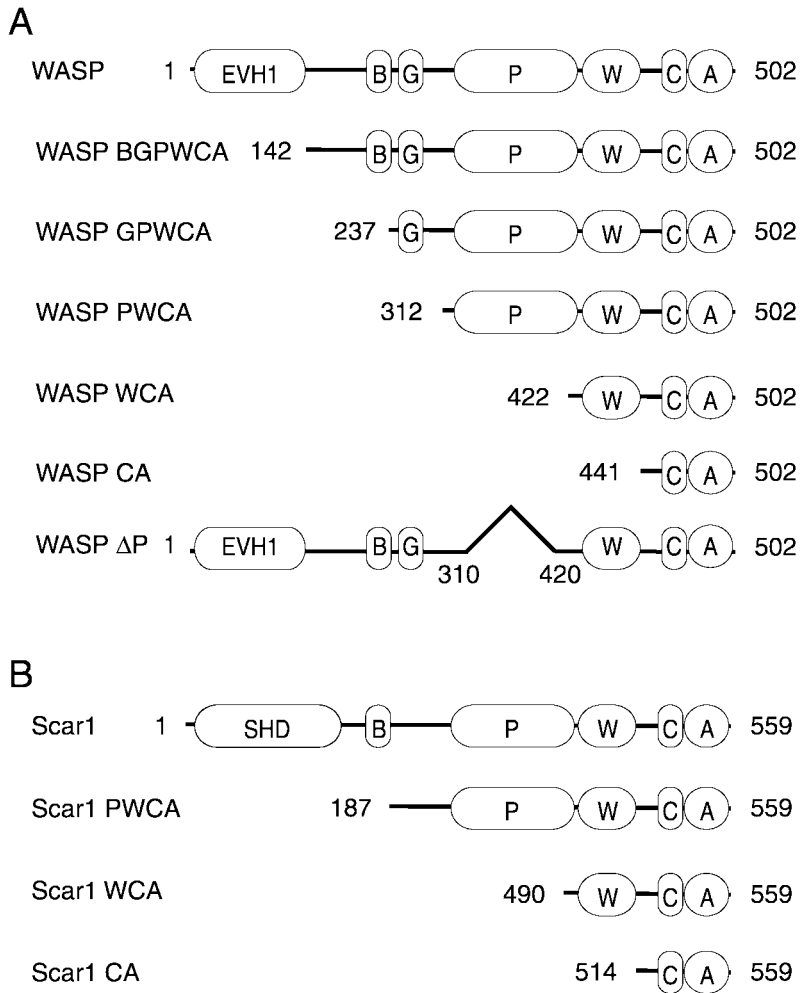 A
WASP 1 EVH1 B G P W C A 502
WASP BGPWCA 142 B G P W C A 502
WASP GPWCA 237 G P W C A 502
WASP PWCA 312 P W C A 502
WASP WCA 422 W C A 502
WASP CA 441 C A 502
WASP ΔP 1 EVH1 B G W C A 502
310 420
B
Scar1 1 SHD B P W C A 559
Scar1 PWCA 187 P W C A 559
Scar1 WCA 490 W C A 559
Scar1 CA 514 C A 559